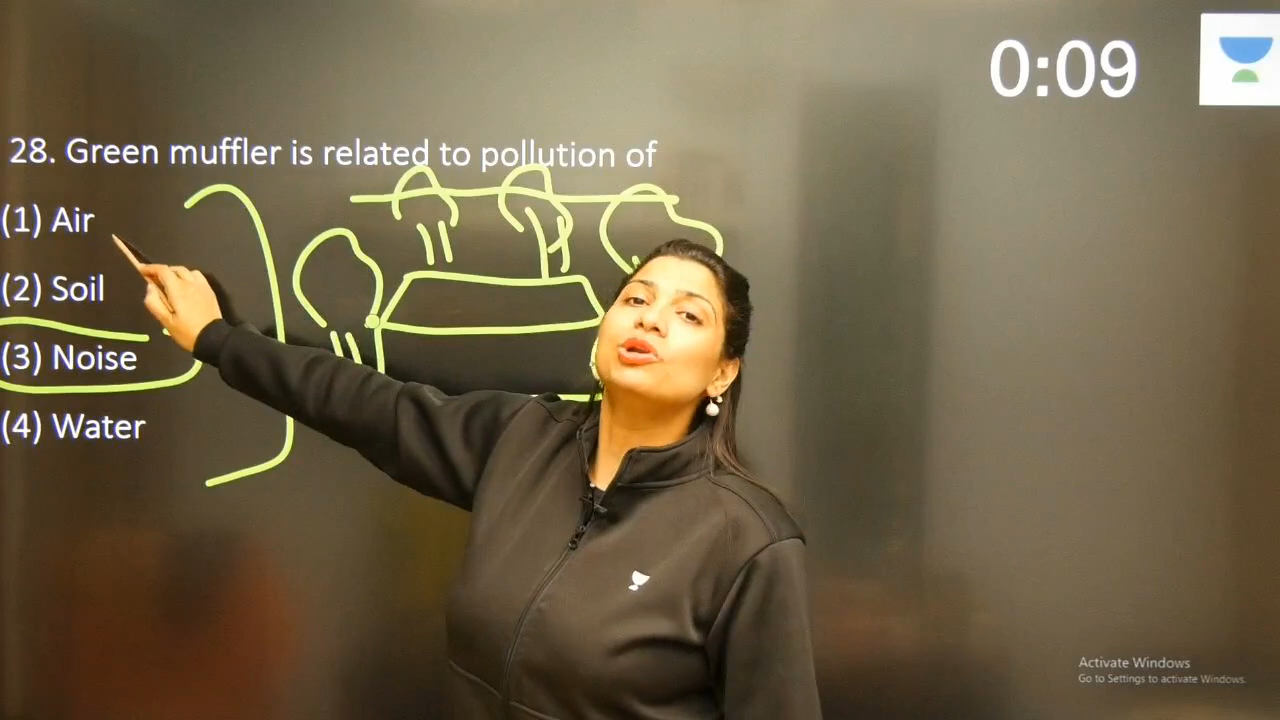 0:09
28. Green muffler is related to pollution of
(1) Air
(2) Soil
(3) Noise
(4) Water
Activate Windows
Go to Settings to activate Windows.